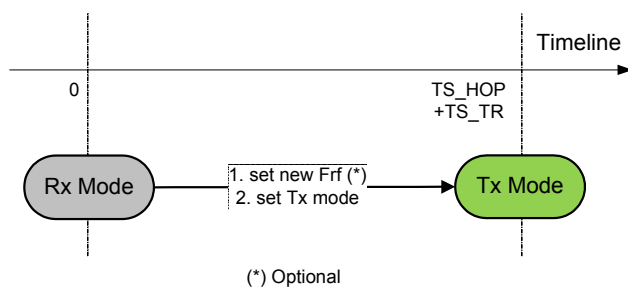 Timeline
0
TS_HOP
+TS_TR
Rx Mode
1. set new Frf (*)
2. set Tx mode
Tx Mode
(*) Optional